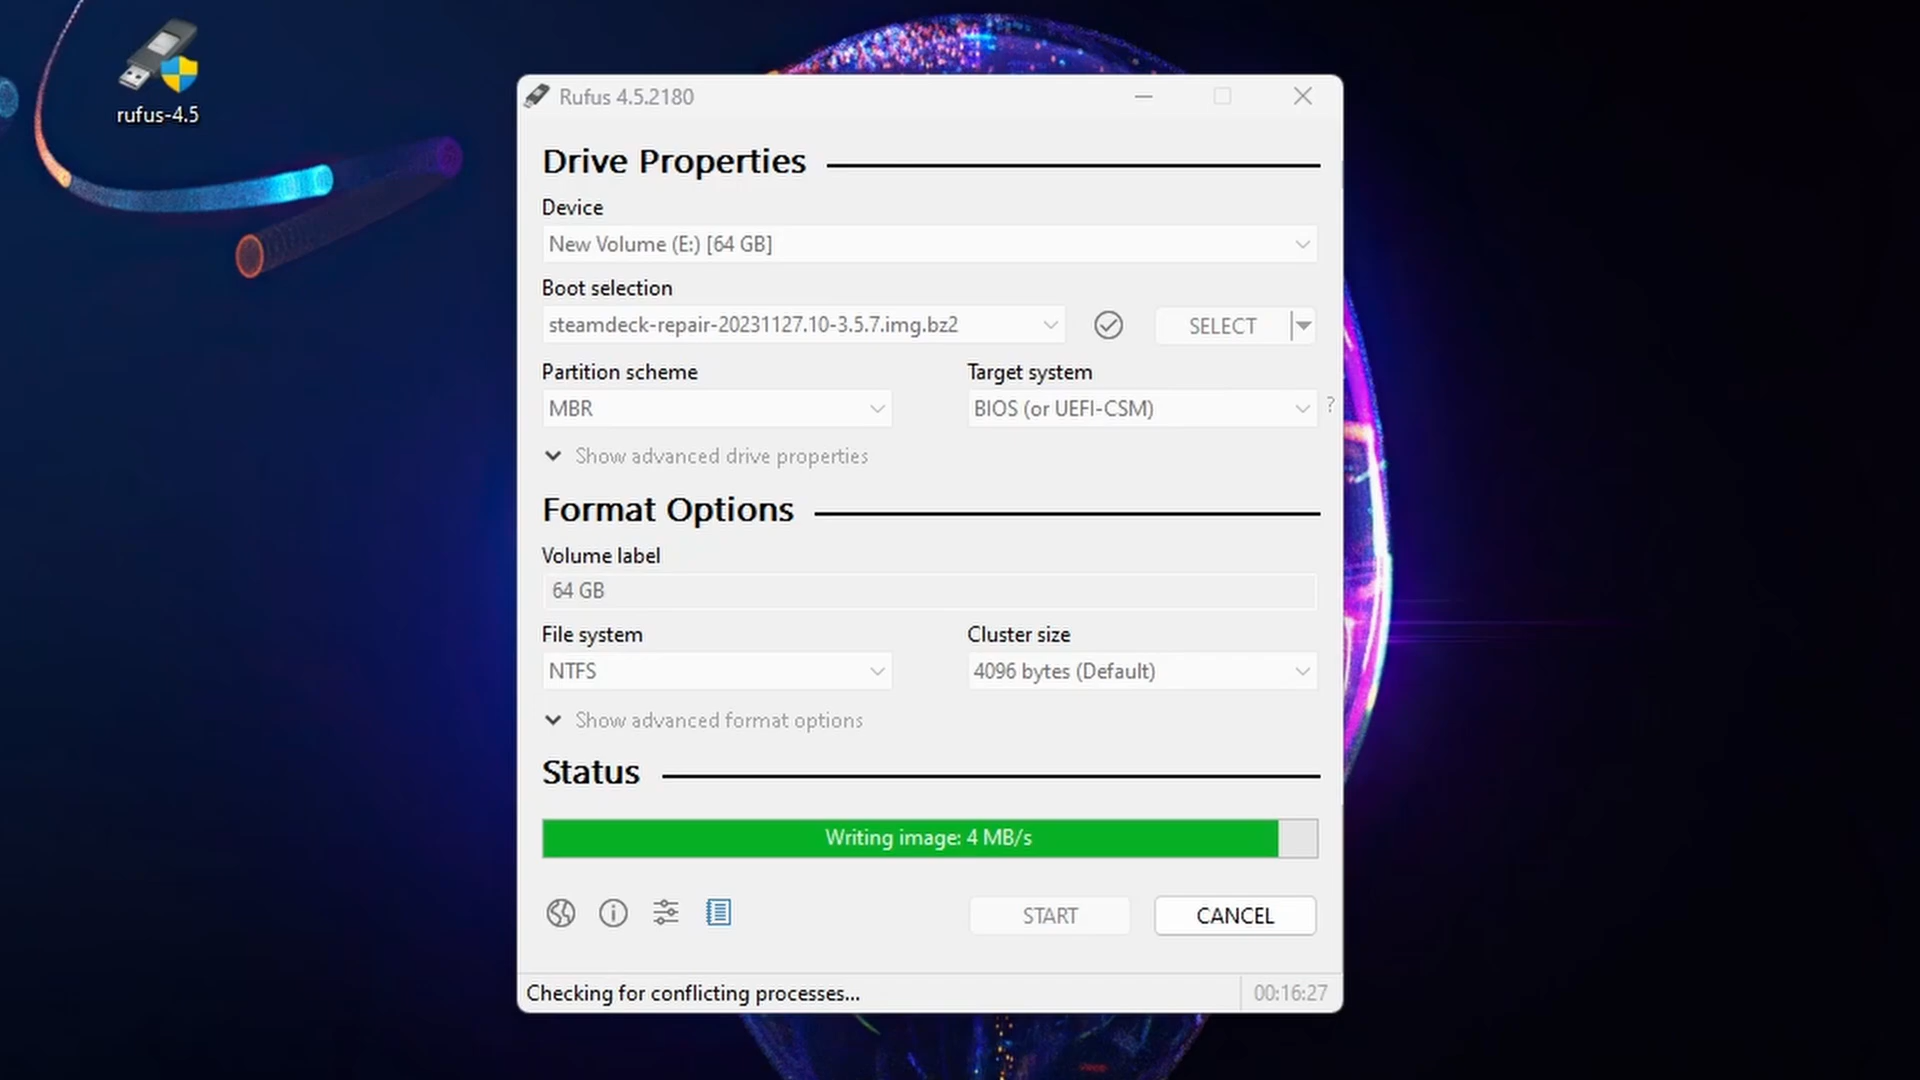 rufus-4.5
Rufus 4.5.2180
Drive Properties
Device
New Volume (E:) [64 GB]
Boot selection
steamdeck-repair-20231127.10-3.5.7.img.bz2
SELECT
Partition scheme
Target system
MBR
BIOS (or UEFI-CSM)
?
Show advanced drive properties
Format Options
Volume label
64 GB
File system
Cluster size
NTFS
4096 bytes (Default)
Show advanced format options
Status
Writing image: 4 MB/s
START
CANCEL
Checking for conflicting processes...
00:16:27